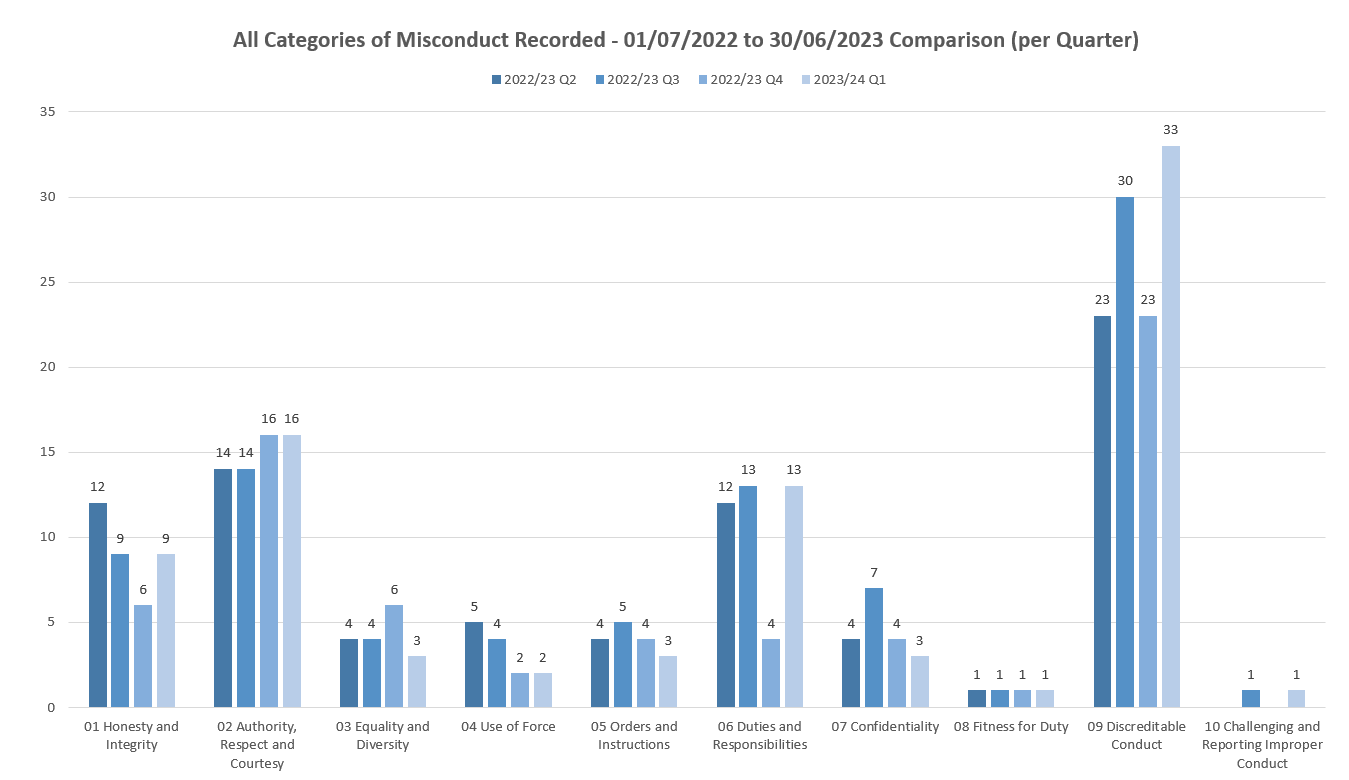 All Categories of Misconduct Recorded - 01/07/2022 to 30/06/2023 Comparison (per Quarter)
2022/23 Q2 2022/23 Q3 2022/23 Q4 2023/24 Q1
35
30
25
20
15
10
5
0
12 9 6 9
14 14 16 16
4 4 6 3
5 4 2 2
4 5 4 3
12 13 4 13
4 7 4 3
1 1 1 1
23 30 23 33
1 1
01 Honesty and
Integrity
02 Authority,
Respect and
Courtesy
03 Equality and
Diversity
04 Use of Force
05 Orders and
Instructions
06 Duties and
Responsibilities
07 Confidentiality
08 Fitness for Duty
09 Discreditable
Conduct
10 Challenging and
Reporting Improper
Conduct